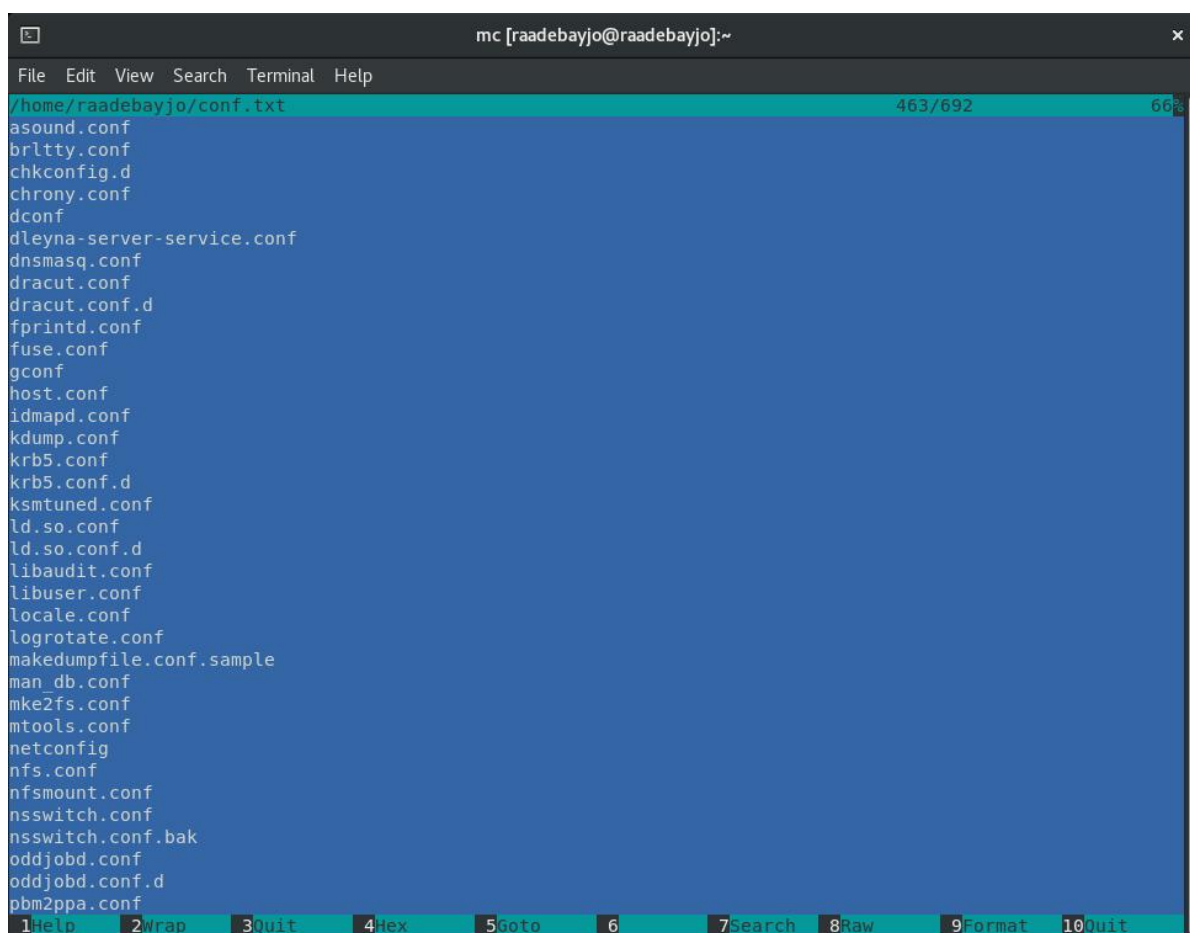 mc [raadebayjo@raadebayjo]:~ ×
File Edit View Search Terminal Help
/home/raadebayjo/conf.txt 463/692 66%
asound.conf
brltty.conf
chkconfig.d
chrony.conf
dconf
dleyna-server-service.conf
dnsmasq.conf
dracut.conf
dracut.conf.d
fprintd.conf
fuse.conf
gconf
host.conf
idmapd.conf
kdump.conf
krb5.conf
krb5.conf.d
ksmtuned.conf
ld.so.conf
ld.so.conf.d
libaudit.conf
libuser.conf
locale.conf
logrotate.conf
makedumpfile.conf.sample
man_db.conf
mke2fs.conf
mtools.conf
netconfig
nfs.conf
nfsmount.conf
nsswitch.conf
nsswitch.conf.bak
oddjobd.conf
oddjobd.conf.d
pbm2ppa.conf
1Help 2Wrap 3Quit 4Hex 5Goto 6 7Search 8Raw 9Format 10Quit